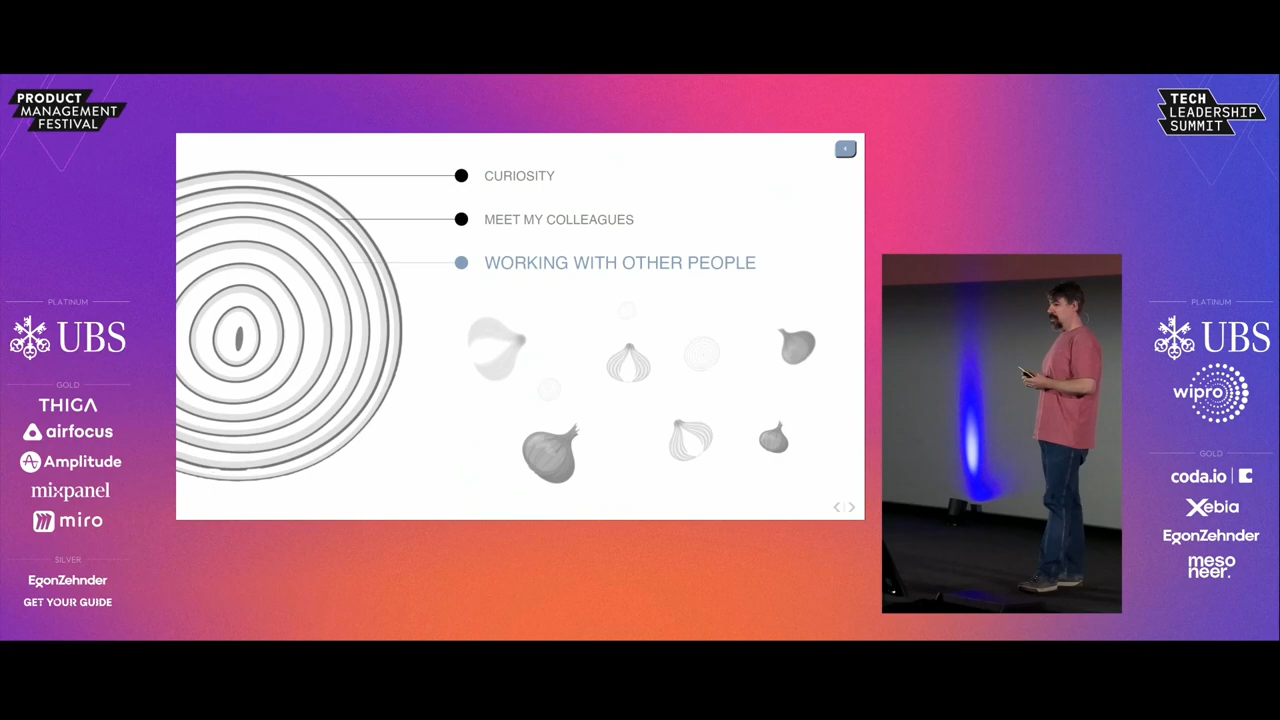 PRODUCT
MANAGEMENT
FESTIVAL
TECH
LEADERSHIP
SUMMIT
CURIOSITY
MEET MY COLLEAGUES
WORKING WITH OTHER PEOPLE
PLATINUM
UBS
GOLD
THIGA
airfocus
Amplitude
mixpanel
miro
SILVER
EgonZehnder
GET YOUR GUIDE
PLATINUM
UBS
wipro
GOLD
coda.io
Xebia
EgonZehnder
meso
neer.